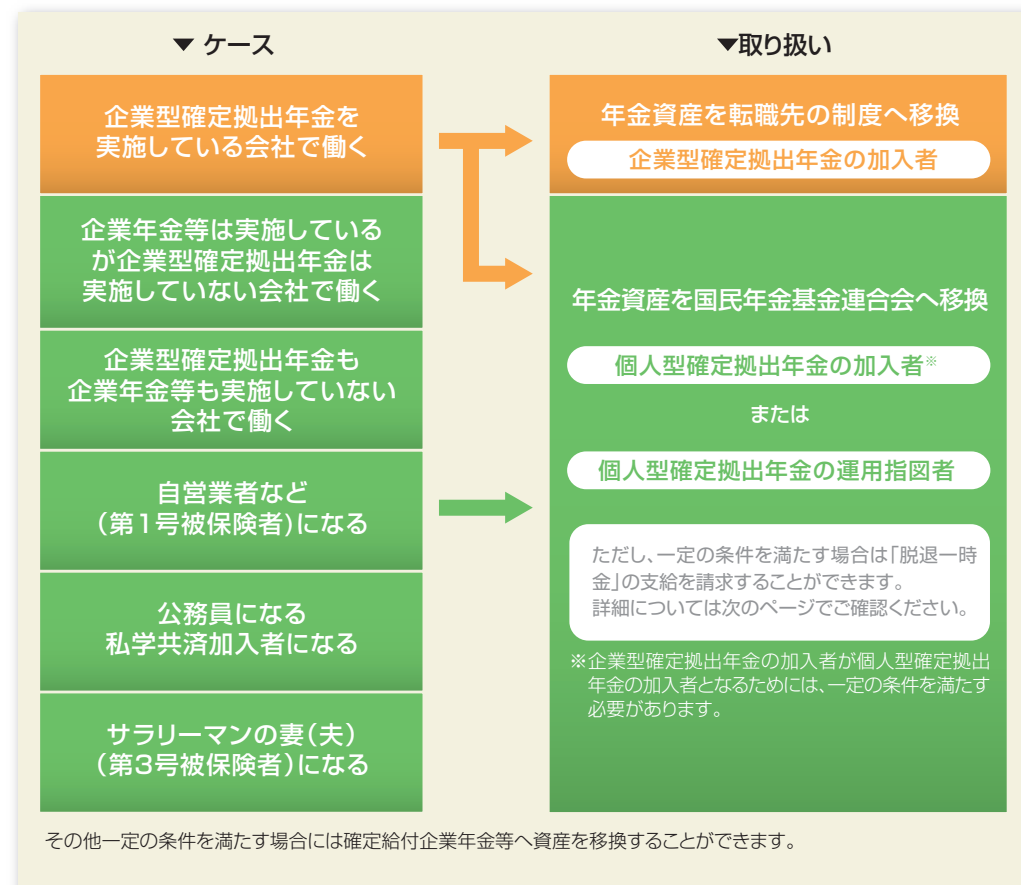 ▼ ケース
企業型確定拠出年金を
実施している会社で働く
企業年金等は実施している
が企業型確定拠出年金は
実施していない会社で働く
企業型確定拠出年金も
企業年金等も実施していない
会社で働く
自営業者など
(第1号被保険者)になる
公務員になる
私学共済加入者になる
サラリーマンの妻(夫)
(第3号被保険者)になる
▼取り扱い
年金資産を転職先の制度へ移換
企業型確定拠出年金の加入者
年金資産を国民年金基金連合会へ移換
個人型確定拠出年金の加入者※
または
個人型確定拠出年金の運用指図者
ただし、一定の条件を満たす場合は「脱退一時
金」の支給を請求することができます。
詳細については次のページでご確認ください。
※企業型確定拠出年金の加入者が個人型確定拠出
年金の加入者となるためには、一定の条件を満たす
必要があります。
その他一定の条件を満たす場合には確定給付企業年金等へ資産を移換することができます。